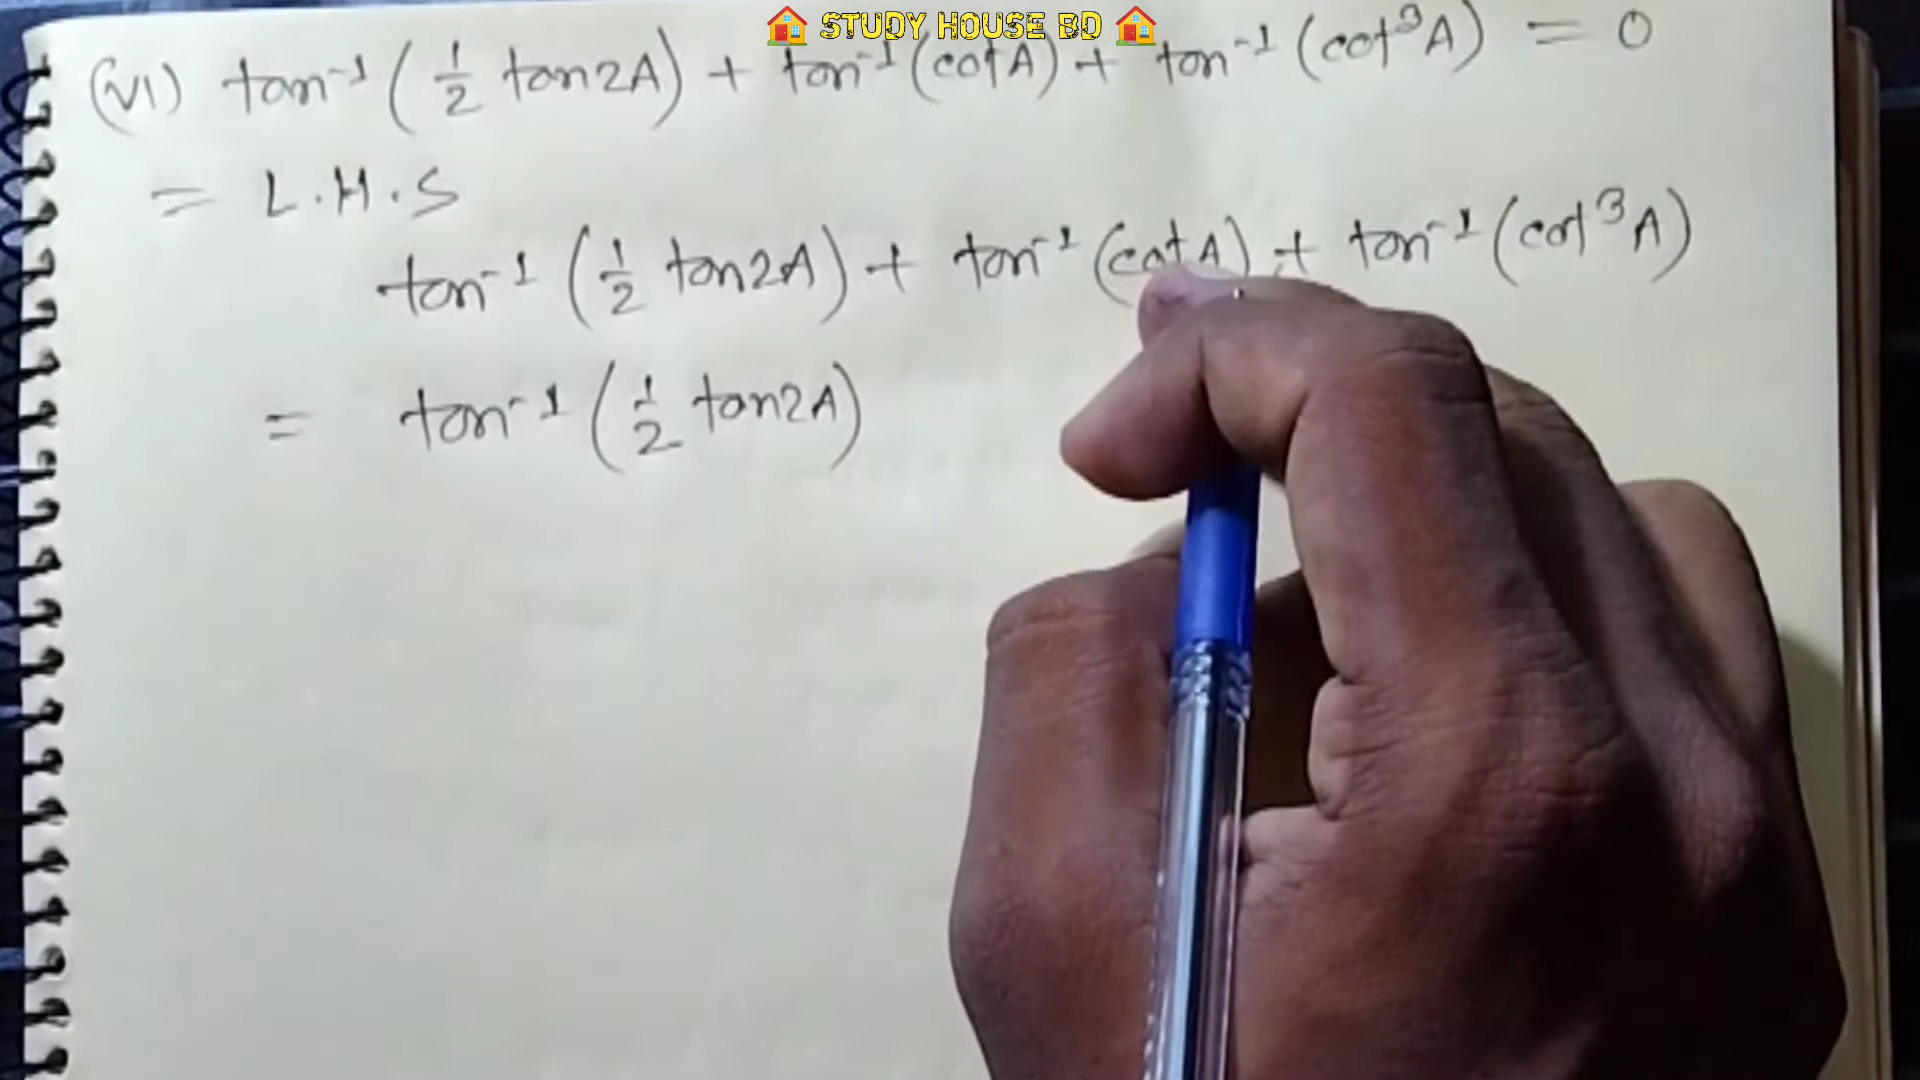 🏠 STUDY HOUSE BD 🏠
(VI) tan⁻¹ (1/2 tan2A) + tan⁻¹ (cotA) + tan⁻¹ (cot³A) = 0
= L.H.S
tan⁻¹ (1/2 tan2A) + tan⁻¹ (cotA) + tan⁻¹ (cot³A)
= tan⁻¹ (1/2 tan2A)